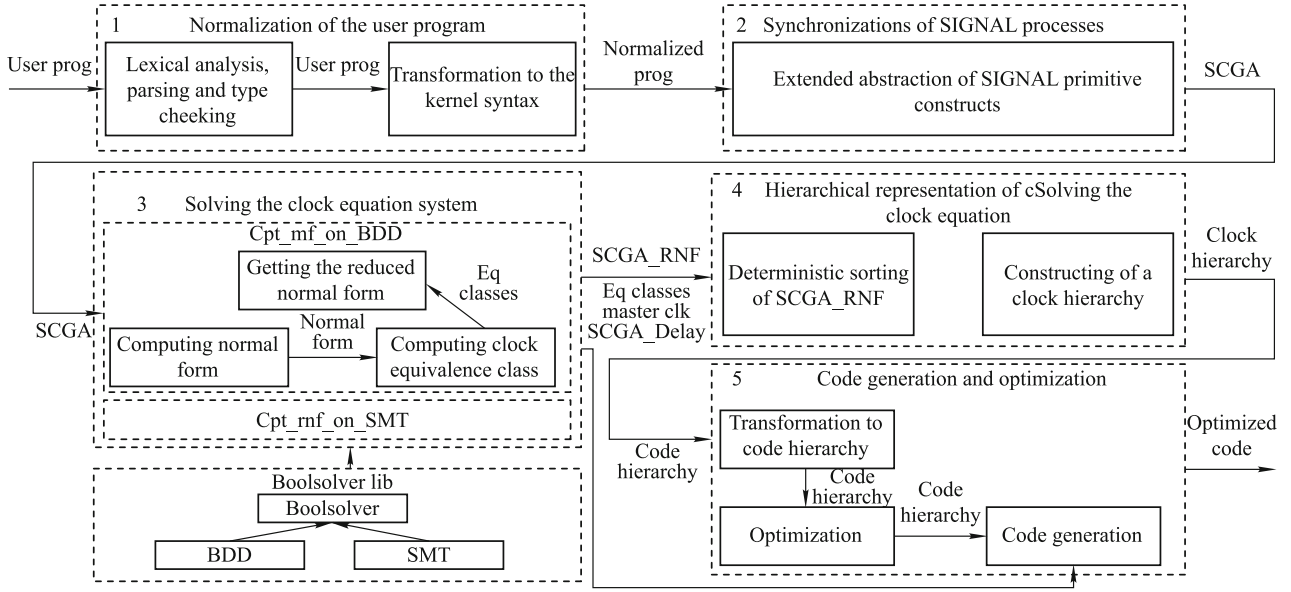 1 Normalization of the user program
User prog
Lexical analysis,
parsing and type
cheeking
User prog
Transformation to the
kernel syntax
Normalized
prog
2 Synchronizations of SIGNAL processes
Extended abstraction of SIGNAL primitive
constructs
SCGA
3 Solving the clock equation system
Cpt_mf_on_BDD
Getting the reduced
normal form
Eq
classes
SCGA
Computing normal
form
Normal
form
Computing clock
equivalence class
Cpt_rnf_on_SMT
SCGA_RNF
Eq classes
master clk
SCGA_Delay
4 Hierarchical representation of cSolving the
clock equation
Deterministic sorting
of SCGA_RNF
Constructing of a
clock hierarchy
Clock
hierarchy
Boolsolver lib
Boolsolver
BDD
SMT
5 Code generation and optimization
Code
hierarchy
Transformation to
code hierarchy
Code
hierarchy
Optimization
Code
hierarchy
Code generation
Optimized
code